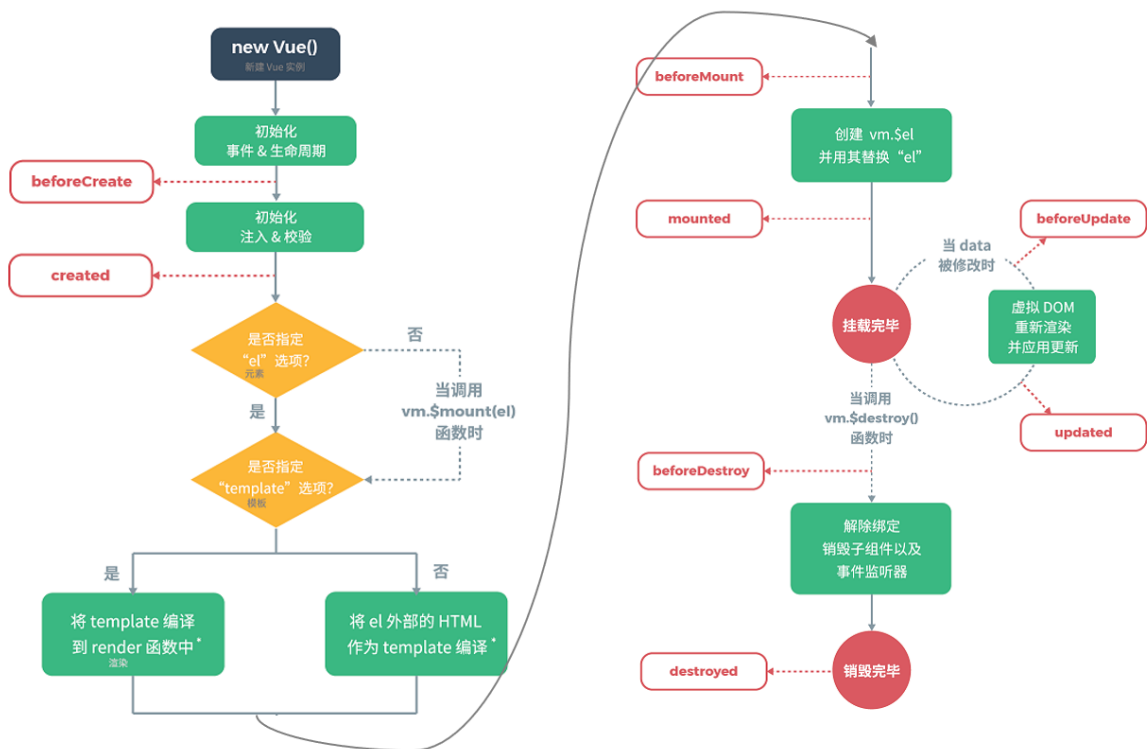 new Vue()
新建 Vue 实例
初始化
事件 & 生命周期
beforeCreate
初始化
注入 & 校验
created
是否指定
“el”选项？
元素
否
是
当调用
vm.$mount(el)
函数时
是否指定
“template”选项？
模板
是
否
将 template 编译
到 render 函数中*
渲染
将 el 外部的 HTML
作为 template 编译*
beforeMount
创建 vm.$el
并用其替换“el”
mounted
beforeUpdate
当 data
被修改时
挂载完毕
虚拟 DOM
重新渲染
并应用更新
当调用
vm.$destroy()
函数时
updated
beforeDestroy
解除绑定
销毁子组件以及
事件监听器
destroyed
销毁完毕